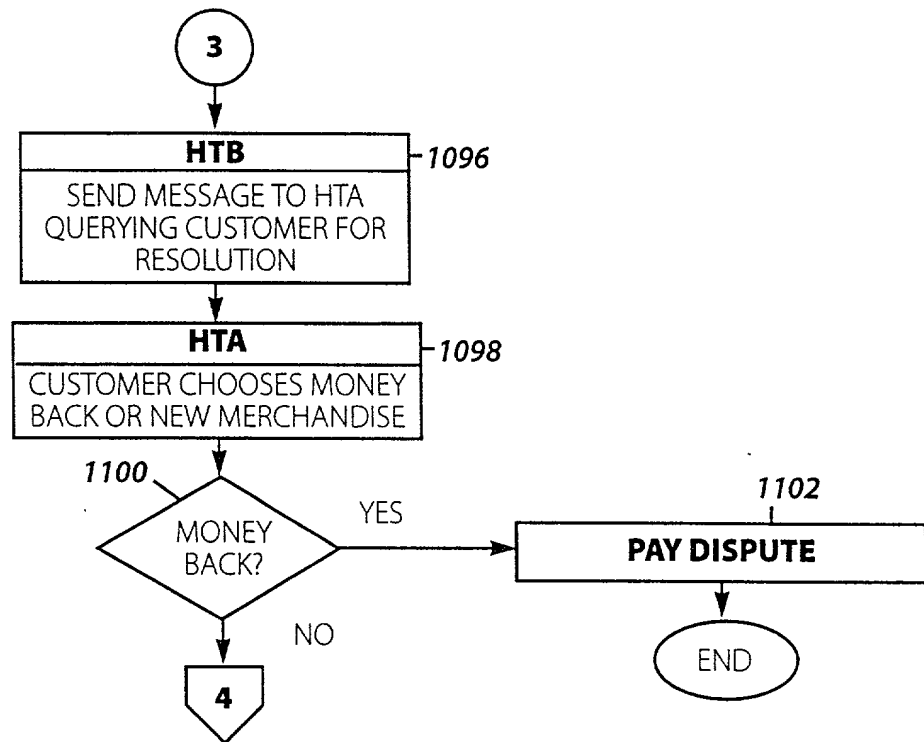 3
HTB
1096
SEND MESSAGE TO HTA
QUERYING CUSTOMER FOR
RESOLUTION
HTA
1098
CUSTOMER CHOOSES MONEY
BACK OR NEW MERCHANDISE
1100
MONEY
BACK?
YES
1102
PAY DISPUTE
END
NO
4